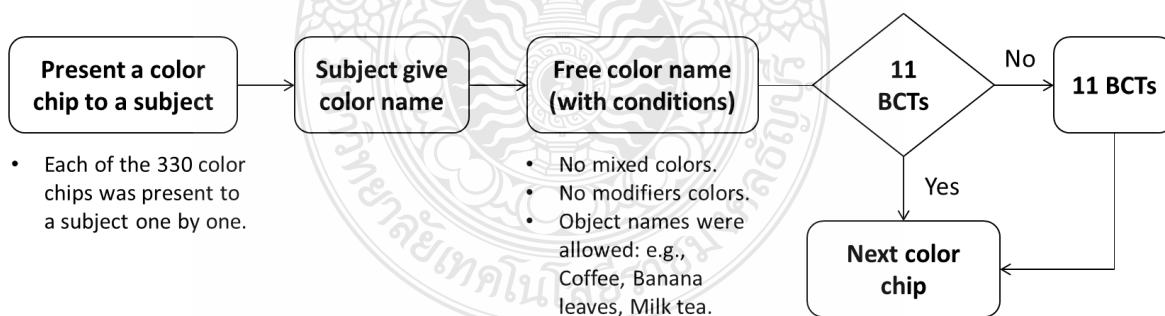 Present a color
chip to a subject
Subject give
color name
Free color name
(with conditions)
11
BCTs
No
11 BCTs
Yes
Next color
chip
• Each of the 330 color
chips was present to
a subject one by one.
• No mixed colors.
• No modifiers colors.
• Object names were
allowed: e.g.,
Coffee, Banana
leaves, Milk tea.